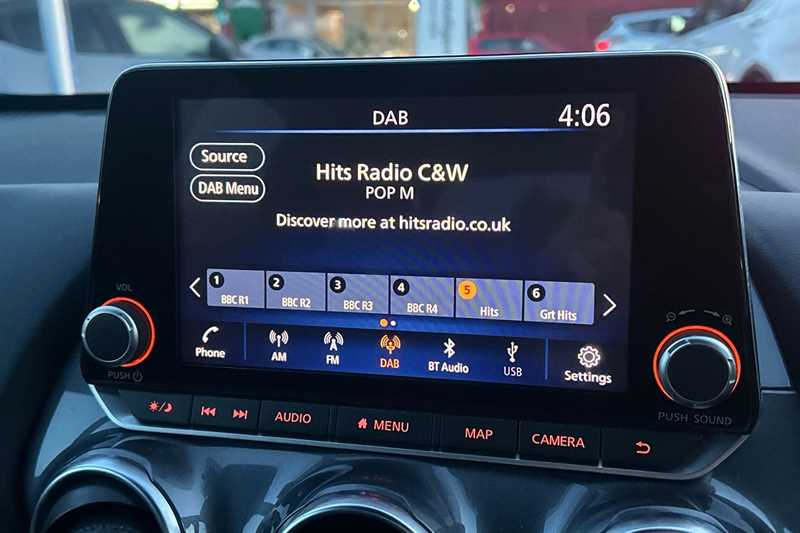 DAB
4:06
Source
DAB Menu
Hits Radio C&W
POP M
Discover more at hitsradio.co.uk
1 2 3 4 5 6
BBC R1 BBC R2 BBC R3 BBC R4 Hits Grt Hits
Phone AM FM DAB BT Audio USB Settings
VOL
PUSH
PUSH SOUND
AUDIO MENU MAP CAMERA